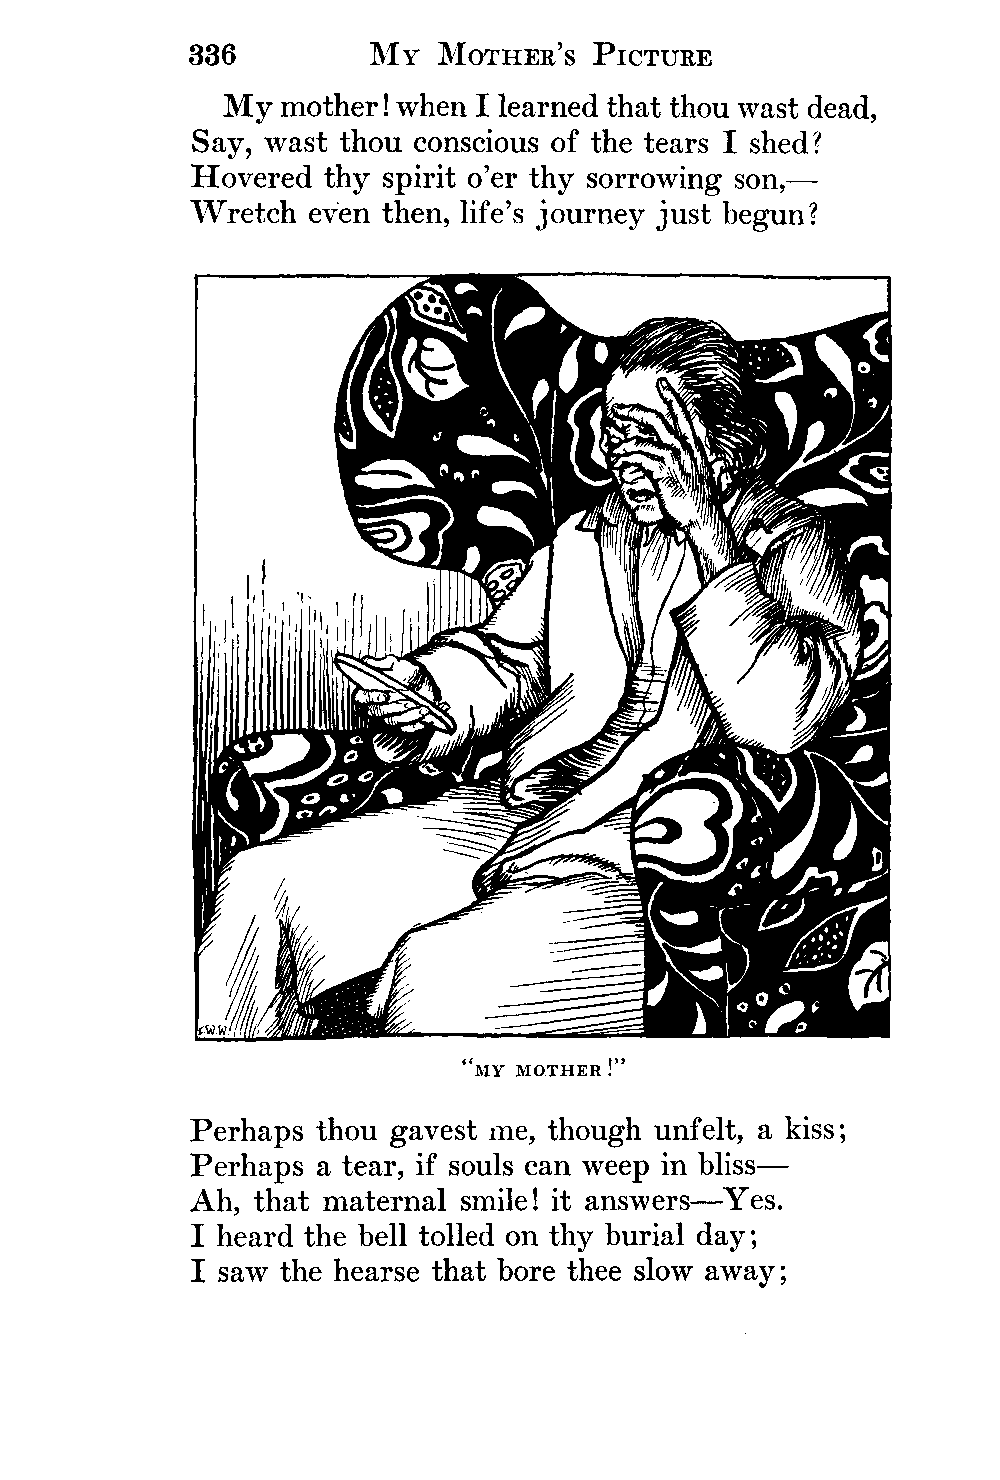 336 My Mother's Picture
My mother! when I learned that thou wast dead,
Say, wast thou conscious of the tears I shed?
Hovered thy spirit o'er thy sorrowing son,—
Wretch even then, life's journey just begun?
"MY MOTHER!"
Perhaps thou gavest me, though unfelt, a kiss;
Perhaps a tear, if souls can weep in bliss—
Ah, that maternal smile! it answers—Yes.
I heard the bell tolled on thy burial day;
I saw the hearse that bore thee slow away;